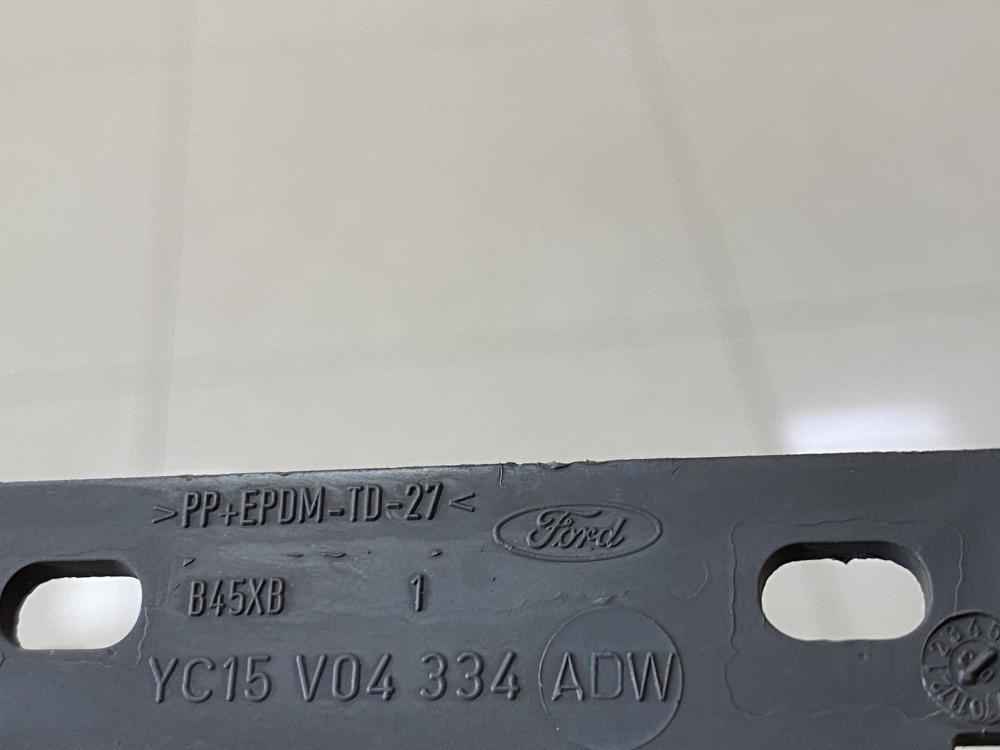 >PP+EPDM-TD-27<
Ford
B45XB 1
YC15 V04 334 ADW